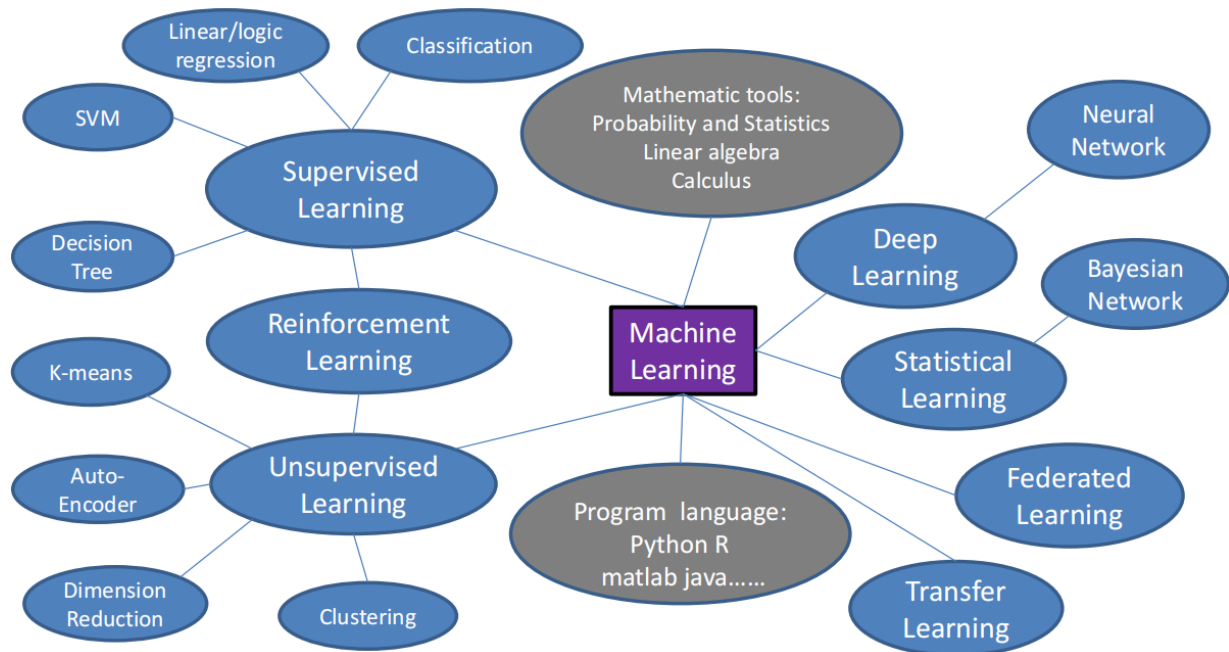 Linear/logic
regression
Classification
SVM
Mathematic tools:
Probability and Statistics
Linear algebra
Calculus
Neural
Network
Supervised
Learning
Decision
Tree
Deep
Learning
Bayesian
Network
Reinforcement
Learning
Machine
Learning
K-means
Statistical
Learning
Unsupervised
Learning
Auto-
Encoder
Program language:
Python R
matlab java......
Federated
Learning
Dimension
Reduction
Clustering
Transfer
Learning